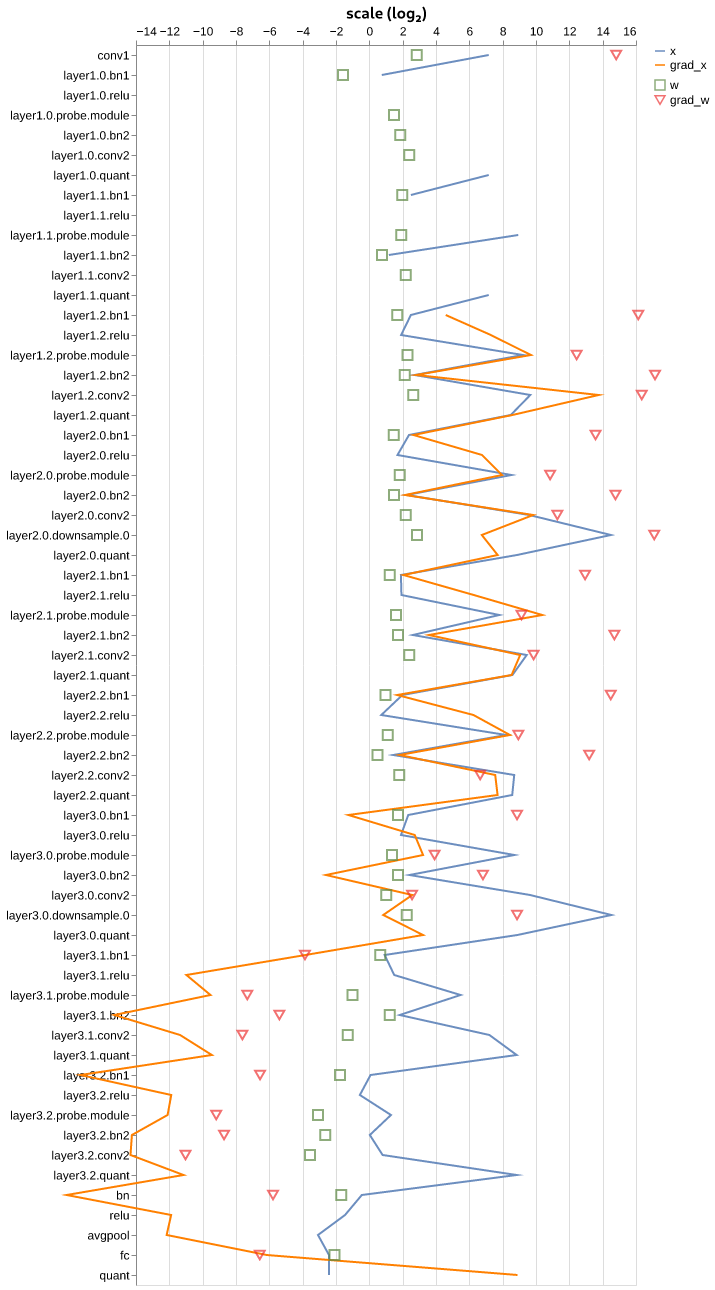 scale (log₂)
−14 −12 −10 −8 −6 −4 −2 0 2 4 6 8 10 12 14 16
x
grad_x
w
grad_w
conv1
layer1.0.bn1
layer1.0.relu
layer1.0.probe.module
layer1.0.bn2
layer1.0.conv2
layer1.0.quant
layer1.1.bn1
layer1.1.relu
layer1.1.probe.module
layer1.1.bn2
layer1.1.conv2
layer1.1.quant
layer1.2.bn1
layer1.2.relu
layer1.2.probe.module
layer1.2.bn2
layer1.2.conv2
layer1.2.quant
layer2.0.bn1
layer2.0.relu
layer2.0.probe.module
layer2.0.bn2
layer2.0.conv2
layer2.0.downsample.0
layer2.0.quant
layer2.1.bn1
layer2.1.relu
layer2.1.probe.module
layer2.1.bn2
layer2.1.conv2
layer2.1.quant
layer2.2.bn1
layer2.2.relu
layer2.2.probe.module
layer2.2.bn2
layer2.2.conv2
layer2.2.quant
layer3.0.bn1
layer3.0.relu
layer3.0.probe.module
layer3.0.bn2
layer3.0.conv2
layer3.0.downsample.0
layer3.0.quant
layer3.1.bn1
layer3.1.relu
layer3.1.probe.module
layer3.1.bn2
layer3.1.conv2
layer3.1.quant
layer3.2.bn1
layer3.2.relu
layer3.2.probe.module
layer3.2.bn2
layer3.2.conv2
layer3.2.quant
bn
relu
avgpool
fc
quant